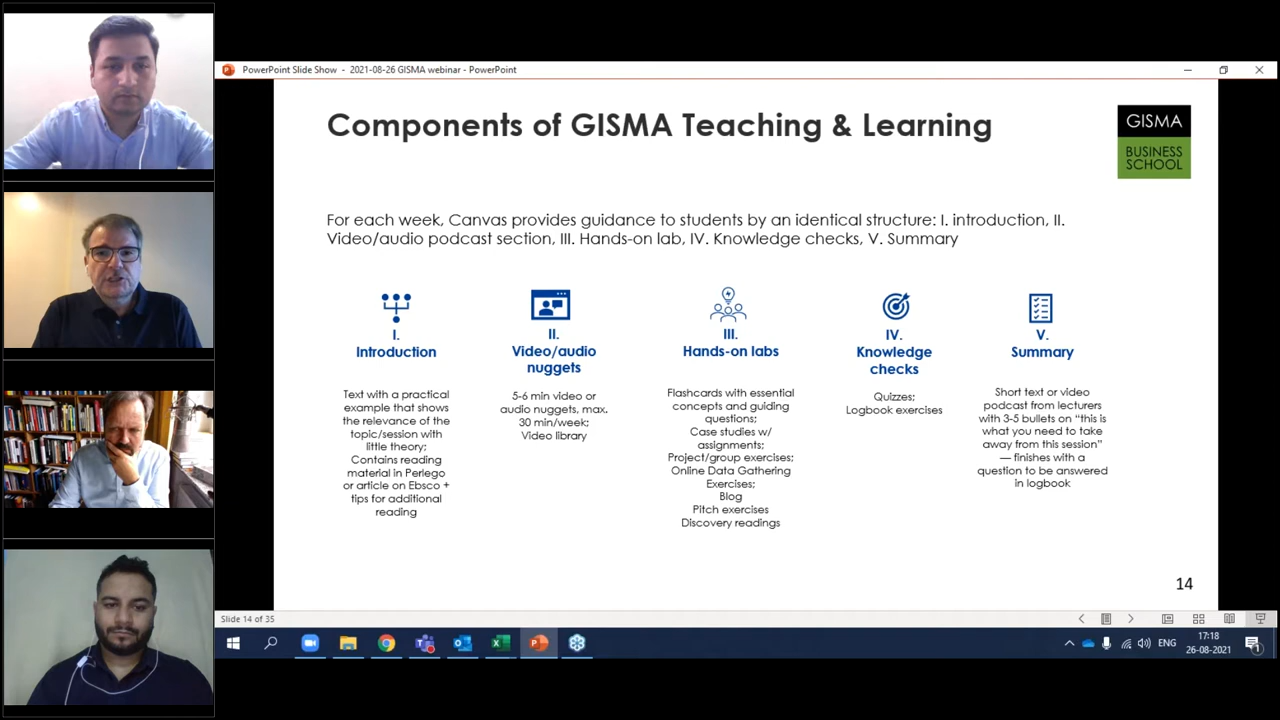 PowerPoint Slide Show - 2021-08-26 GISMA webinar - PowerPoint
Components of GISMA Teaching & Learning
GISMA
BUSINESS
SCHOOL
For each week, Canvas provides guidance to students by an identical structure: I. introduction, II.
Video/audio podcast section, III. Hands-on lab, IV. Knowledge checks, V. Summary
I.
Introduction
Text with a practical
example that shows
the relevance of the
topic/session with
little theory;
Contains reading
material in Perlego
or article on Ebsco +
tips for additional
reading
II.
Video/audio
nuggets
5-6 min video or
audio nuggets, max.
30 min/week;
Video library
III.
Hands-on labs
Flashcards with essential
concepts and guiding
questions;
Case studies w/
assignments;
Project/group exercises;
Online Data Gathering
Exercises;
Blog
Pitch exercises
Discovery readings
IV.
Knowledge
checks
Quizzes;
Logbook exercises
V.
Summary
Short text or video
podcast from lecturers
with 3-5 bullets on “this is
what you need to take
away from this session”
— finishes with a
question to be answered
in logbook
14
Slide 14 of 35
ENG
17:18
26-08-2021
1